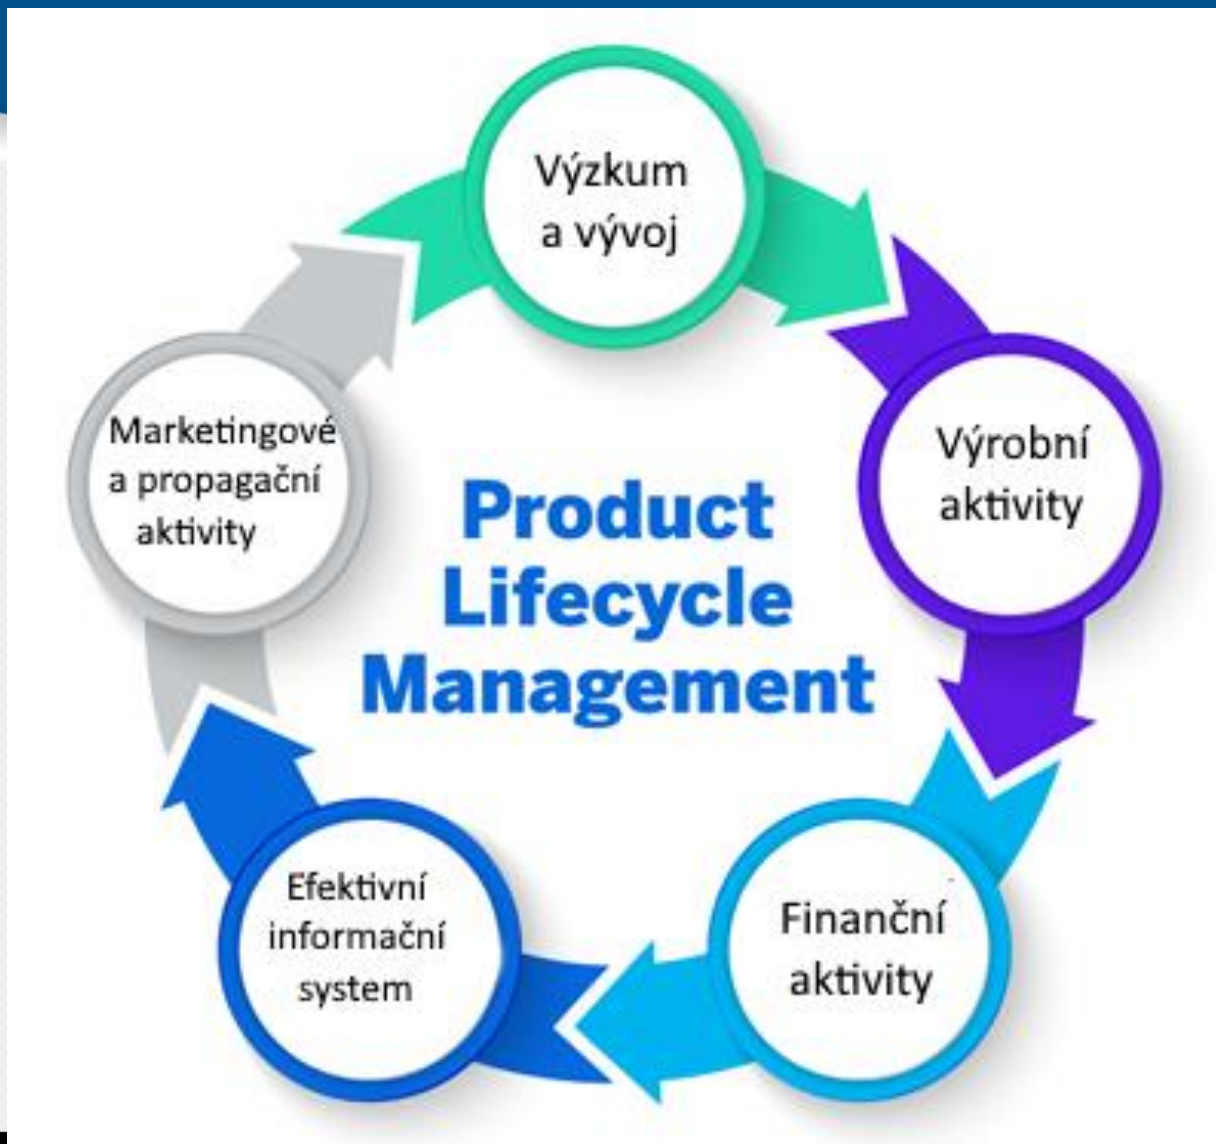 Výzkum
a vývoj
Výrobní
aktivity
Finanční
aktivity
Efektivní
informační
system
Marketingové
a propagační
aktivity
Product
Lifecycle
Management